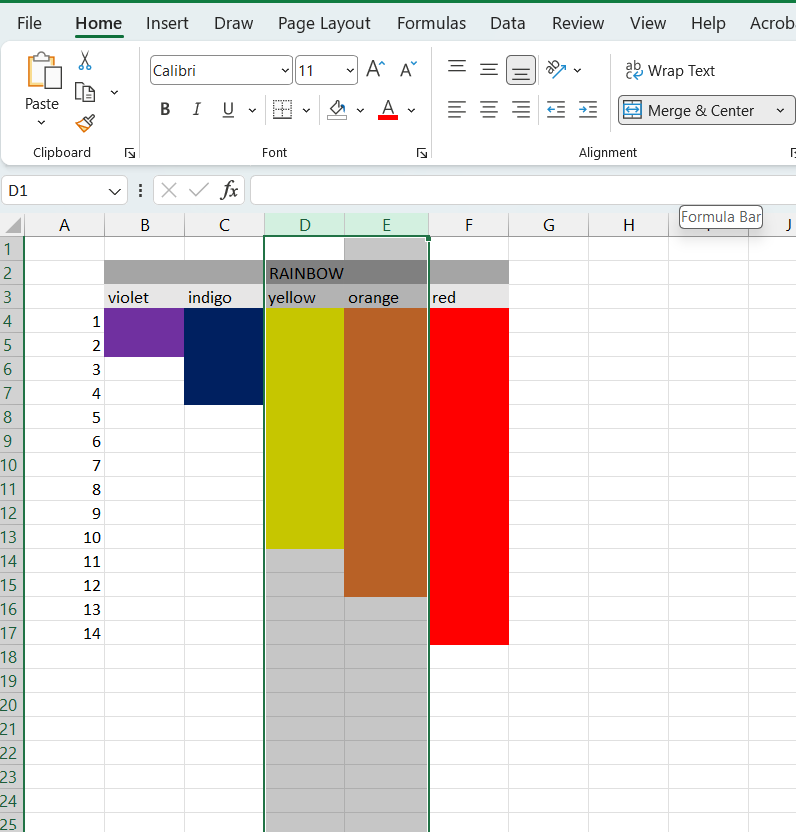 File Home Insert Draw Page Layout Formulas Data Review View Help Acrob
Calibri 11 A A ab Wrap Text
Paste B I U A Merge & Center
Clipboard Font Alignment
D1 fx
Formula Bar
A B C D E F G H J
1
2 RAINBOW
3 violet indigo yellow orange red
4 1
5 2
6 3
7 4
8 5
9 6
10 7
11 8
12 9
13 10
14 11
15 12
16 13
17 14
18
19
20
21
22
23
24
25